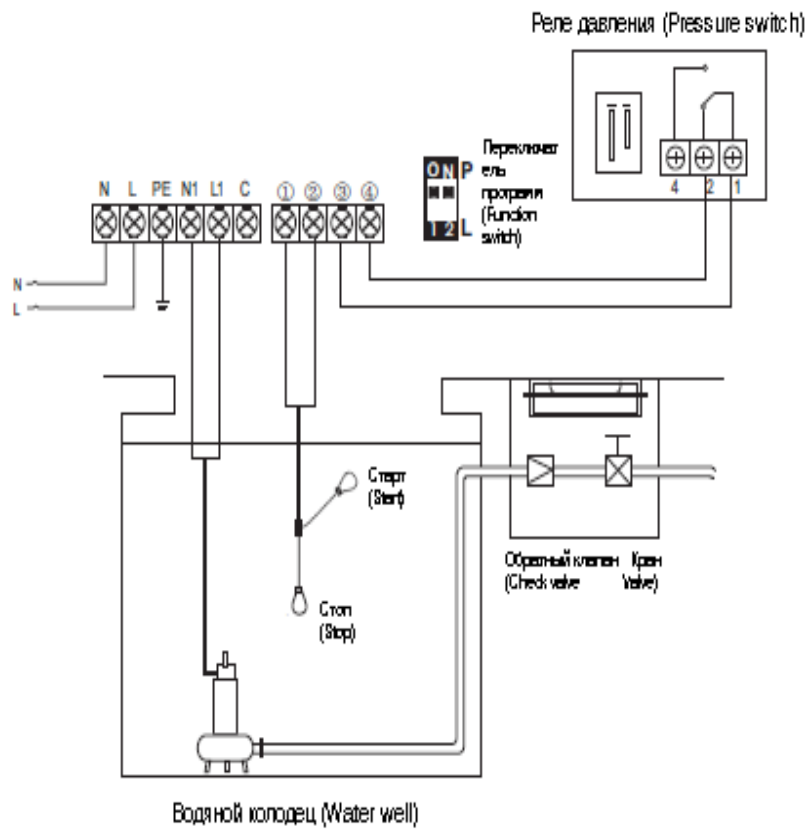 Реле давления (Pressure switch)
4 2 1
Переключат
ель
программ
(Function
switch)
ON P
1 2 L
N L PE N1 L1 C ① ② ③ ④
N
L
Старт
(Start)
Стоп
(Stop)
Обратный клапан Кран
(Check valve Valve)
Водяной колодец (Water well)